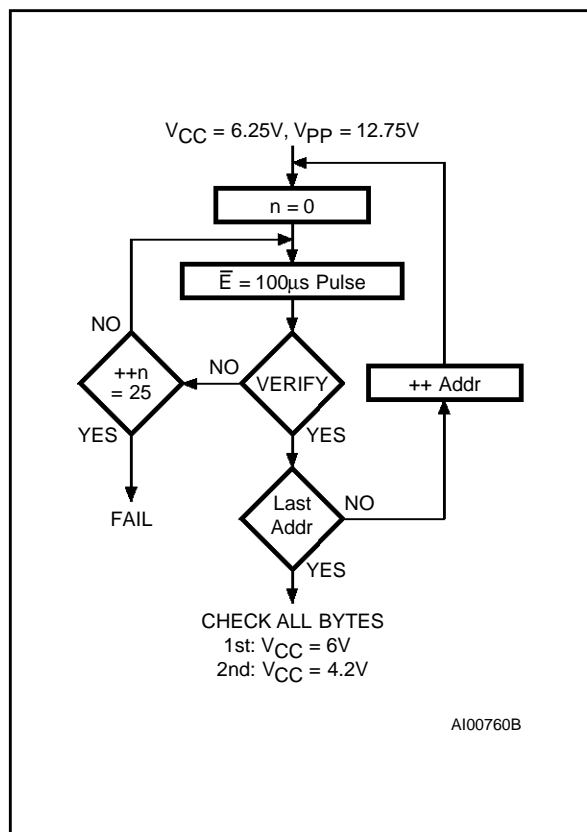 VCC = 6.25V, VPP = 12.75V
n = 0
E̅ = 100µs Pulse
NO
++n
= 25
NO
VERIFY
++ Addr
YES
YES
FAIL
Last
Addr
NO
YES
CHECK ALL BYTES
1st: VCC = 6V
2nd: VCC = 4.2V
AI00760B